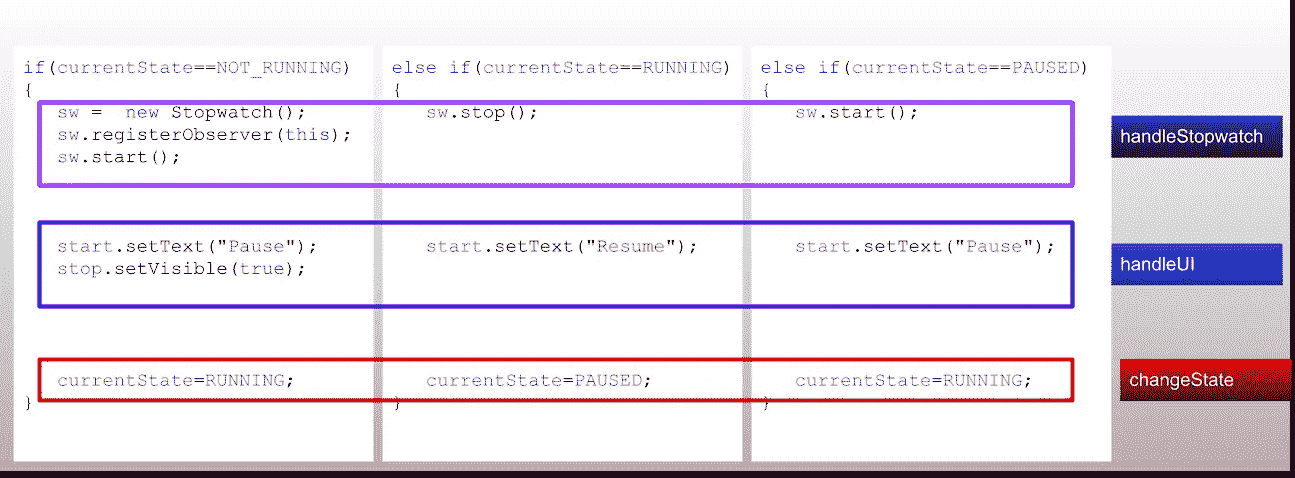 if(currentState==NOT_RUNNING)
{
sw =  new Stopwatch();
sw.registerObserver(this);
sw.start();
start.setText("Pause");
stop.setVisible(true);
currentState=RUNNING;
}
else if(currentState==RUNNING)
{
sw.stop();
start.setText("Resume");
currentState=PAUSED;
}
else if(currentState==PAUSED)
{
sw.start();
start.setText("Pause");
currentState=RUNNING;
}
handleStopwatch
handleUI
changeState